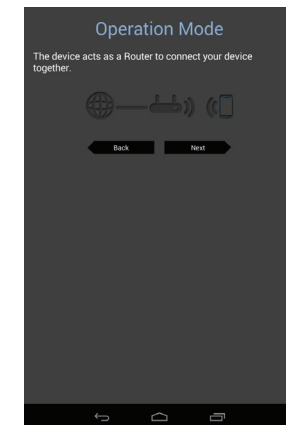 Operation Mode
The device acts as a Router to connect your device
together.
Back Next